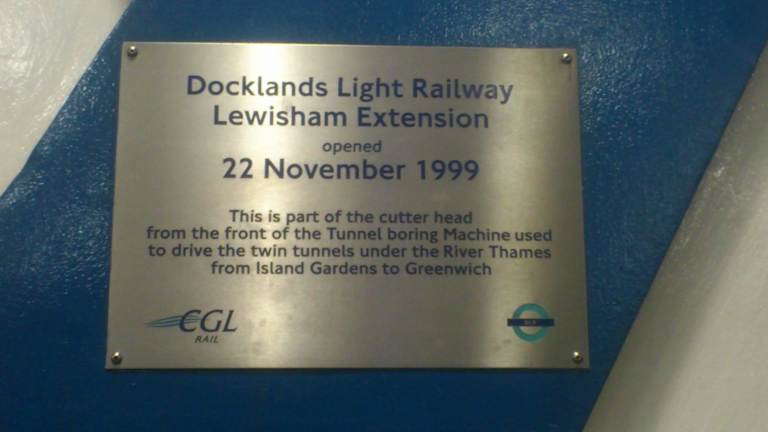 Docklands Light Railway
Lewisham Extension
opened
22 November 1999
This is part of the cutter head
from the front of the Tunnel boring Machine used
to drive the twin tunnels under the River Thames
from Island Gardens to Greenwich
CGL
RAIL
DLR